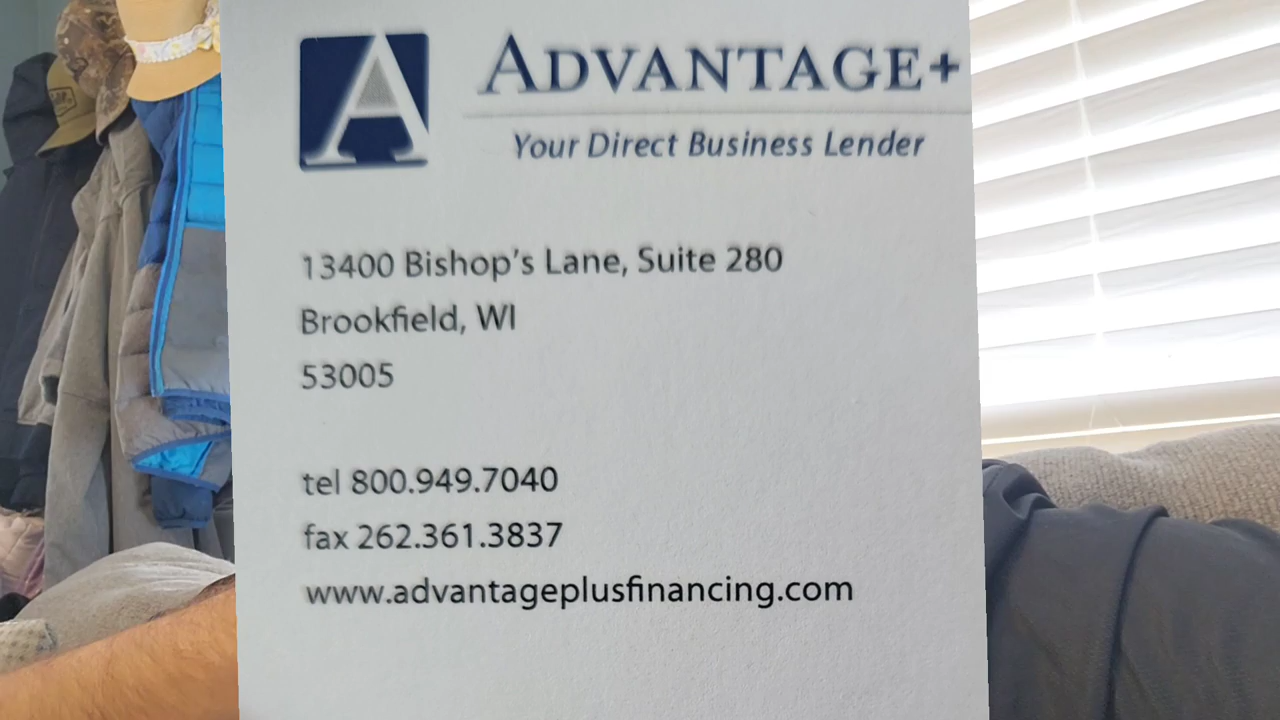 A ADVANTAGE+
Your Direct Business Lender
13400 Bishop's Lane, Suite 280
Brookfield, WI
53005
tel 800.949.7040
fax 262.361.3837
www.advantageplusfinancing.com